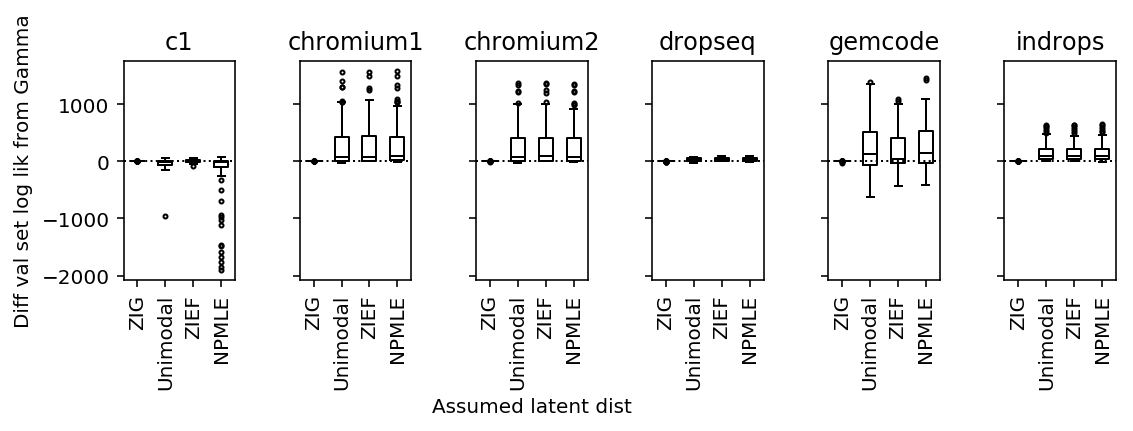 c1
chromium1
chromium2
dropseq
gemcode
indrops
Diff val set log lik from Gamma
1000
0
−1000
−2000
ZIG
Unimodal
ZIEF
NPMLE
ZIG
Unimodal
ZIEF
NPMLE
ZIG
Unimodal
ZIEF
NPMLE
ZIG
Unimodal
ZIEF
NPMLE
ZIG
Unimodal
ZIEF
NPMLE
ZIG
Unimodal
ZIEF
NPMLE
Assumed latent dist